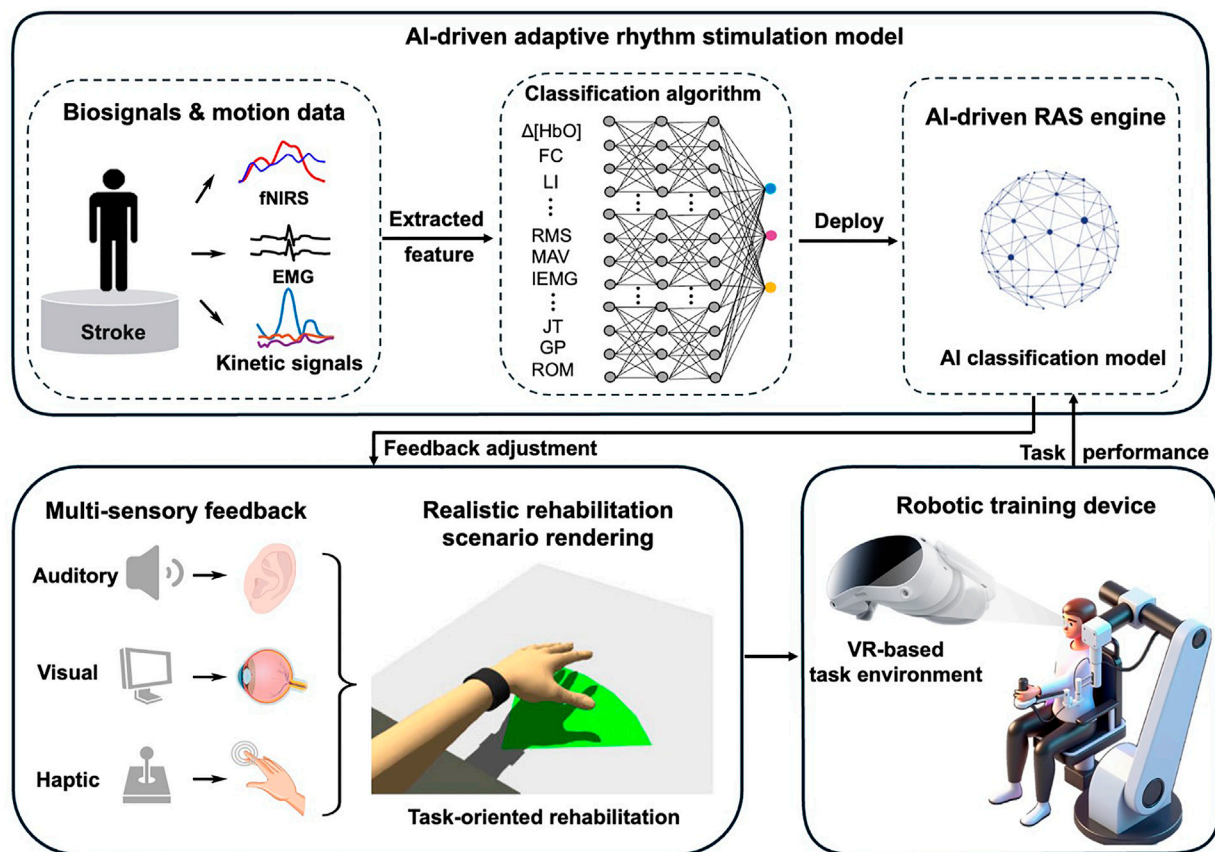 AI-driven adaptive rhythm stimulation model
Biosignals & motion data
fNIRS
EMG
Stroke
Kinetic signals
Extracted
feature
Classification algorithm
Δ[HbO]
FC
LI
⋮
RMS
MAV
IEMG
⋮
JT
GP
ROM
Deploy
AI-driven RAS engine
AI classification model
Feedback adjustment
Task performance
Multi-sensory feedback
Auditory
Visual
Haptic
Realistic rehabilitation
scenario rendering
Task-oriented rehabilitation
Robotic training device
VR-based
task environment